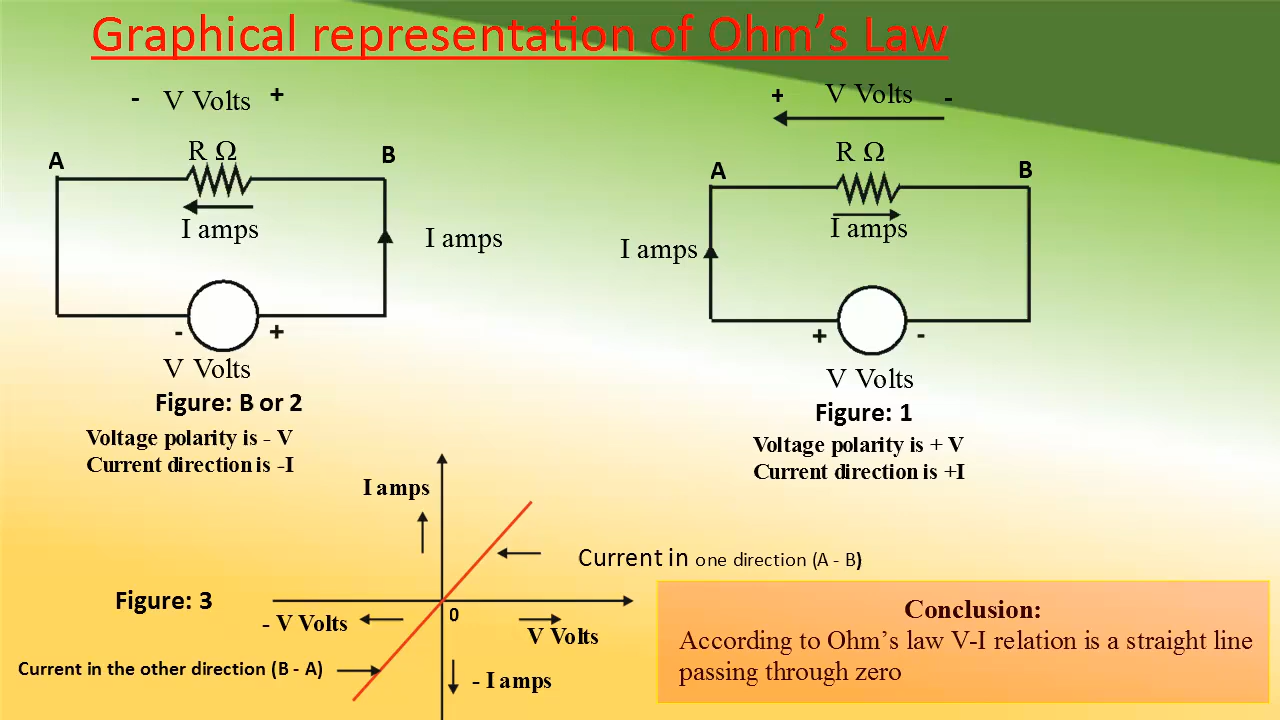 Graphical representation of Ohm's Law
- V Volts +
A
R Ω
B
I amps
I amps
- +
V Volts
Figure: B or 2
Voltage polarity is - V
Current direction is -I
+ V Volts -
A
R Ω
B
I amps
I amps
+ -
V Volts
Figure: 1
Voltage polarity is + V
Current direction is +I
I amps
Current in one direction (A - B)
Figure: 3
0
- V Volts
V Volts
Current in the other direction (B - A)
- I amps
Conclusion:
According to Ohm's law V-I relation is a straight line
passing through zero